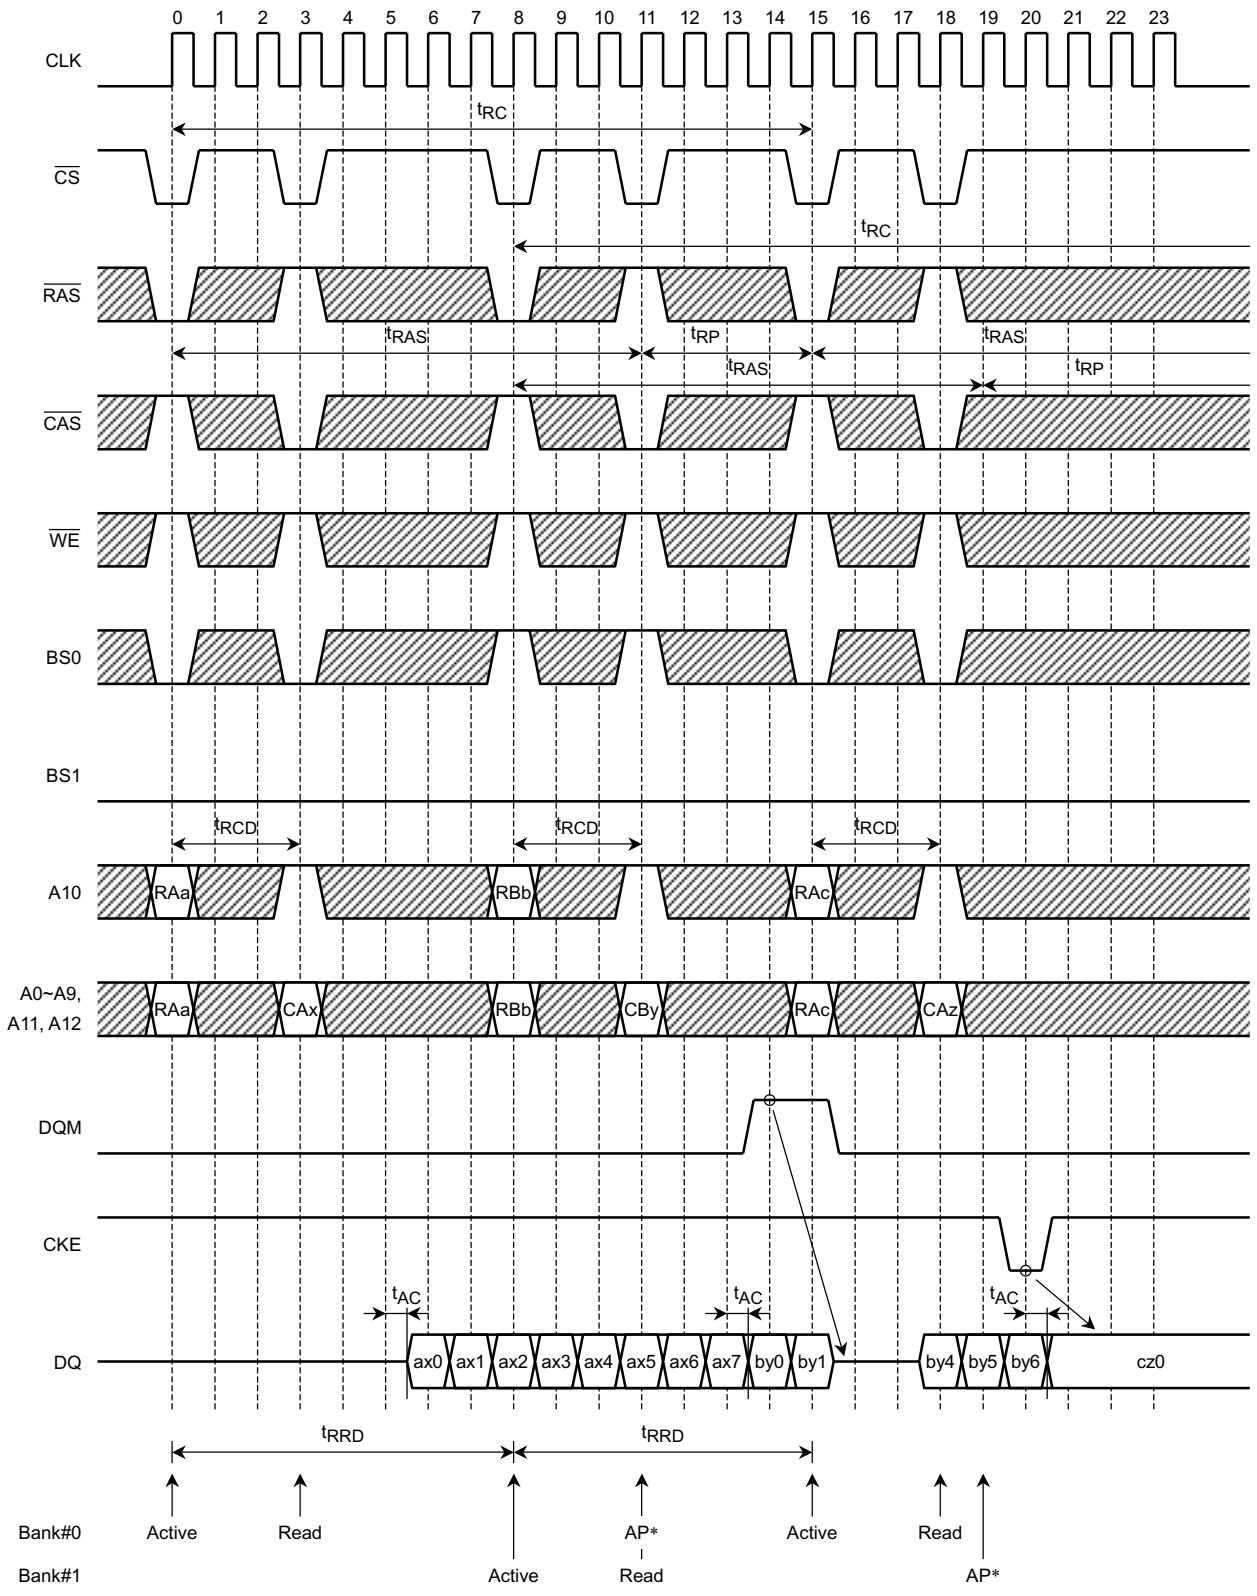 0 1 2 3 4 5 6 7 8 9 10 11 12 13 14 15 16 17 18 19 20 21 22 23
CLK
tRC
CS
tRC
RAS
tRAS tRP tRAS
tRAS tRP
CAS
WE
BS0
BS1
tRCD tRCD tRCD
A10 RAa RBb RAc
A0~A9,
A11, A12
RAa CAx RBb CBy RAc CAz
DQM
CKE
tAC tAC tAC
DQ ax0 ax1 ax2 ax3 ax4 ax5 ax6 ax7 by0 by1 by4 by5 by6 cz0
tRRD tRRD
Bank#0 Active Read AP* Active Read
Bank#1 Active Read AP*